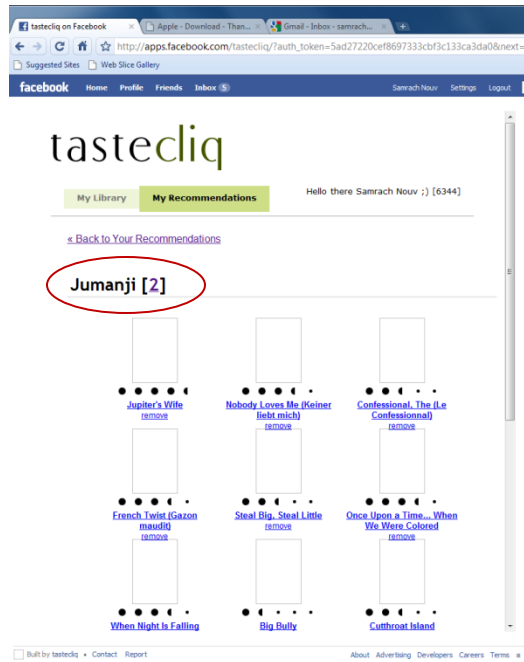 tastecliq on Facebook
Apple - Download - Than...
Gmail - Inbox - samrach...
http://apps.facebook.com/tastecliq/?auth_token=5ad27220cef8697333cbf3c133ca3da0&next=
Suggested Sites Web Slice Gallery
facebook Home Profile Friends Inbox 5 Samrach Nouv Settings Logout
tastecliq
My Library My Recommendations Hello there Samrach Nouv ;) [6344]
« Back to Your Recommendations
Jumanji [2]
Jupiter's Wife
remove
Nobody Loves Me (Keiner
liebt mich)
remove
Confessional, The (Le
Confessionnal)
remove
French Twist (Gazon
maudit)
remove
Steal Big, Steal Little
remove
Once Upon a Time... When
We Were Colored
remove
When Night Is Falling
Big Bully
Cutthroat Island
Built by tastecliq • Contact Report About Advertising Developers Careers Terms